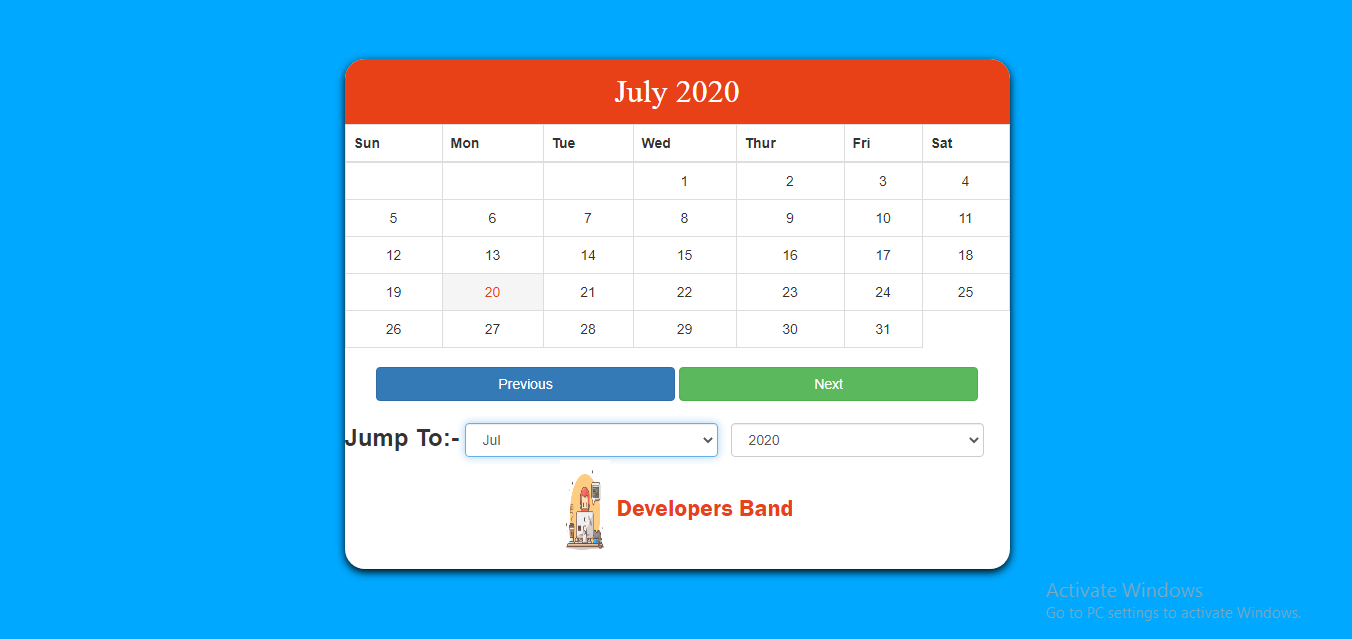 July 2020
Sun Mon Tue Wed Thur Fri Sat
1 2 3 4
5 6 7 8 9 10 11
12 13 14 15 16 17 18
19 20 21 22 23 24 25
26 27 28 29 30 31
Previous Next
Jump To:- Jul 2020
Developers Band
Activate Windows
Go to PC settings to activate Windows.